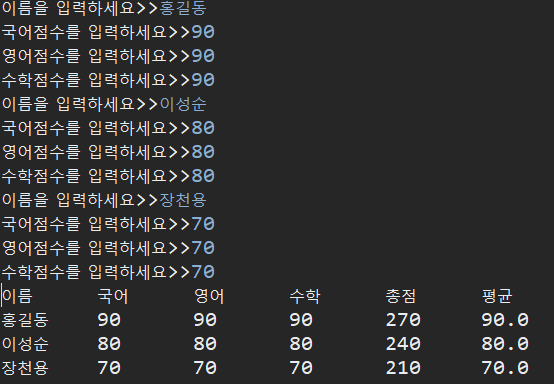 이름을 입력하세요>>홍길동
국어점수를 입력하세요>>90
영어점수를 입력하세요>>90
수학점수를 입력하세요>>90
이름을 입력하세요>>이성순
국어점수를 입력하세요>>80
영어점수를 입력하세요>>80
수학점수를 입력하세요>>80
이름을 입력하세요>>장천용
국어점수를 입력하세요>>70
영어점수를 입력하세요>>70
수학점수를 입력하세요>>70
이름 국어 영어 수학 총점 평균
홍길동 90 90 90 270 90.0
이성순 80 80 80 240 80.0
장천용 70 70 70 210 70.0